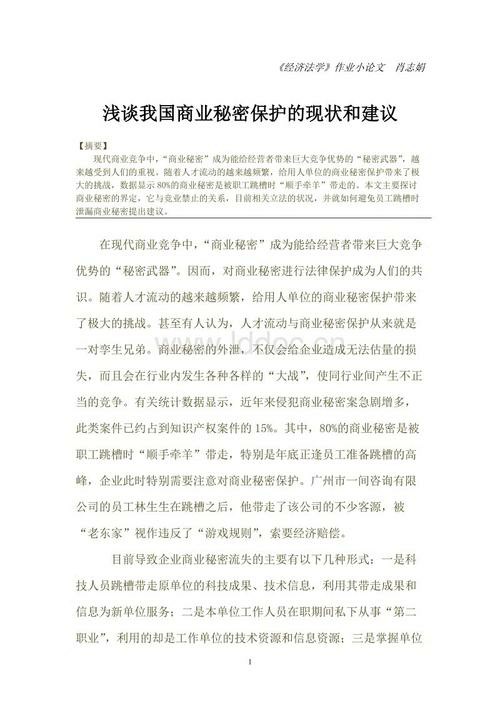 《经济法学》作业小论文 肖志娟
浅谈我国商业秘密保护的现状和建议
【摘要】
现代商业竞争中，“商业秘密”成为能给经营者带来巨大竞争优势的“秘密武器”，越
来越受到人们的重视。随着人才流动的越来越频繁，给用人单位的商业秘密保护带来了极
大的挑战，数据显示 80%的商业秘密是被职工跳槽时“顺手牵羊”带走的。本文主要探讨
商业秘密的界定，它与竞业禁止的关系，目前相关立法的状况，并就如何避免员工跳槽时
泄漏商业秘密提出建议。
在现代商业竞争中，“商业秘密”成为能给经营者带来巨大竞争
优势的“秘密武器”。因而，对商业秘密进行法律保护成为人们的共
识。随着人才流动的越来越频繁，给用人单位的商业秘密保护带来
了极大的挑战。甚至有人认为，人才流动与商业秘密保护从来就是
一对孪生兄弟。商业秘密的外泄，不仅会给企业造成无法估量的损
失，而且会在行业内发生各种各样的“大战”，使同行业间产生不正
当的竞争。有关统计数据显示，近年来侵犯商业秘密案急剧增多，
此类案件已约占到知识产权案件的 15%。其中，80%的商业秘密是被
职工跳槽时“顺手牵羊”带走，特别是年底正逢员工准备跳槽的高
峰，企业此时特别需要注意对商业秘密保护。广州市一间咨询有限
公司的员工林生生在跳槽之后，他带走了该公司的不少客源，被
“老东家”视作违反了“游戏规则”，索要经济赔偿。
目前导致企业商业秘密流失的主要有以下几种形式：一是科
技人员跳槽带走原单位的科技成果、技术信息，利用其带走成果和
信息为新单位服务；二是本单位工作人员在职期间私下从事“第二
职业”，利用的却是工作单位的技术资源和信息资源；三是掌握单位
1